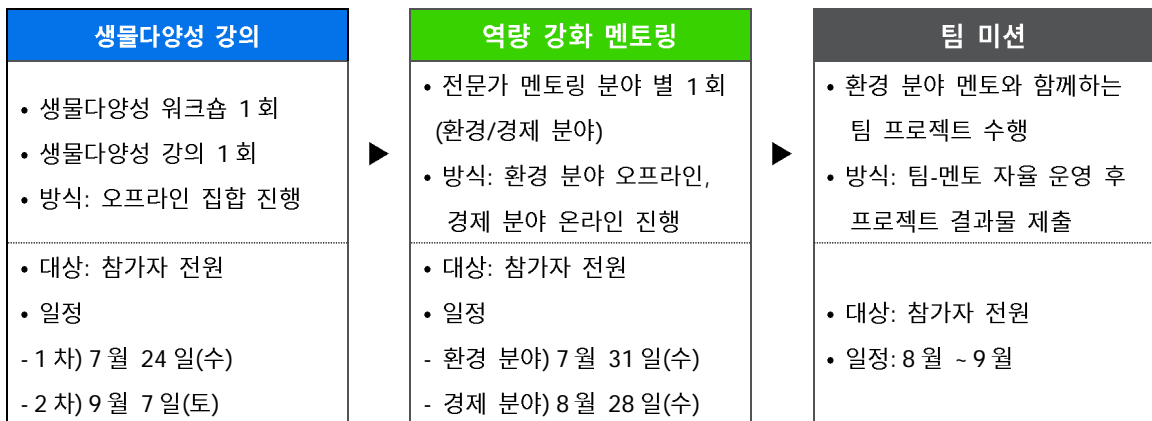 생물다양성 강의
• 생물다양성 워크숍 1회
• 생물다양성 강의 1회
• 방식: 오프라인 집합 진행
• 대상: 참가자 전원
• 일정
- 1차) 7월 24일(수)
- 2차) 9월 7일(토)
▶
역량 강화 멘토링
• 전문가 멘토링 분야 별 1회
(환경/경제 분야)
• 방식: 환경 분야 오프라인,
경제 분야 온라인 진행
• 대상: 참가자 전원
• 일정
- 환경 분야) 7월 31일(수)
- 경제 분야) 8월 28일(수)
▶
팀 미션
• 환경 분야 멘토와 함께하는
팀 프로젝트 수행
• 방식: 팀-멘토 자율 운영 후
프로젝트 결과물 제출
• 대상: 참가자 전원
• 일정: 8월 ~ 9월